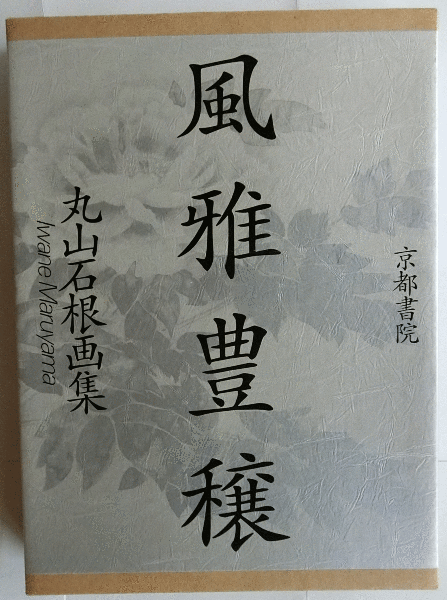 京都書院
風雅豊穣
丸山石根画集
Iwane Maruyama